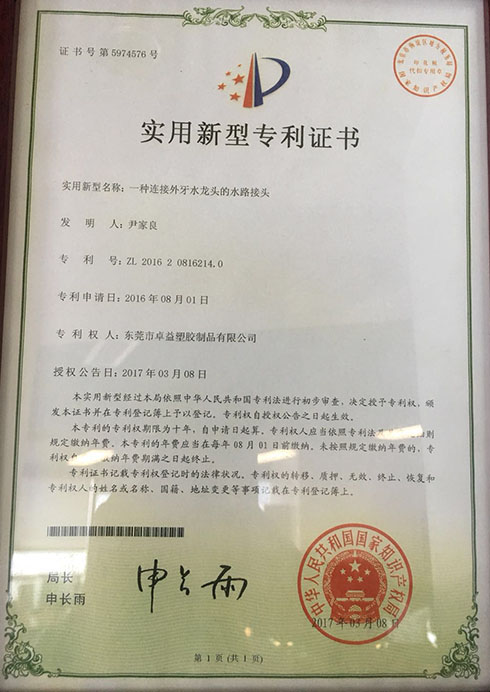 证书号第5974576号
实用新型专利证书
实用新型名称：一种连接外牙水龙头的水路接头
发明人：尹家良
专利号：ZL 2016 2 0816214.0
专利申请日：2016年08月01日
专利权人：东莞市卓益塑胶制品有限公司
授权公告日：2017年03月08日
本实用新型经过本局依照中华人民共和国专利法进行初步审查，决定授予专利权，颁
发本证书并在专利登记簿上予以登记。专利权自授权公告之日起生效。
本专利的专利权期限为十年，自申请日起算。专利权人应当依照专利法及其实施细则
规定缴纳年费。本专利的年费应当在每年08月01日前缴纳。未按照规定缴纳年费的，专
利权自应当缴纳年费期满之日起终止。
专利证书记载专利权登记时的法律状况。专利权的转移、质押、无效、终止、恢复和
专利权人的姓名或名称、国籍、地址变更等事项记载在专利登记簿上。
局长
申长雨
申长雨
中华人民共和国国家知识产权局
2017年03月08日
第1页(共1页)